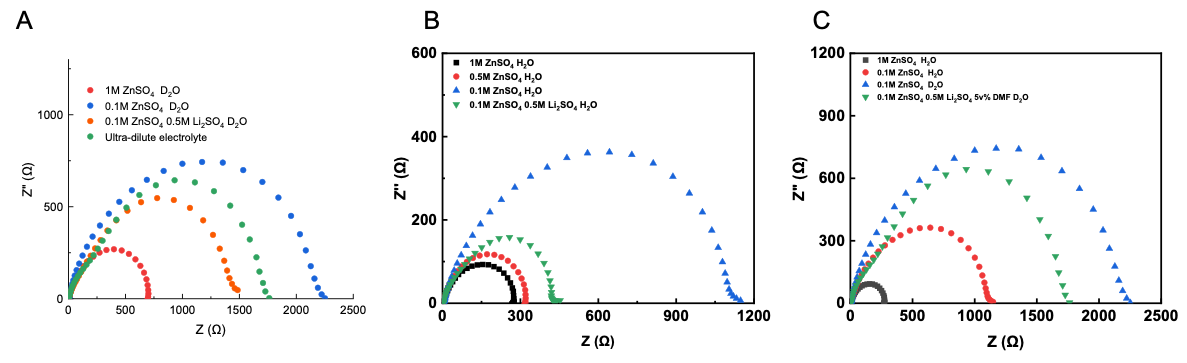 A
1M ZnSO₄ D₂O
0.1M ZnSO₄ D₂O
0.1M ZnSO₄ 0.5M Li₂SO₄ D₂O
Ultra-dilute electrolyte
Z'' (Ω)
1000
500
0
0
500
1000
1500
2000
2500
Z (Ω)
B
1M ZnSO₄ H₂O
0.5M ZnSO₄ H₂O
0.1M ZnSO₄ H₂O
0.1M ZnSO₄ 0.5M Li₂SO₄ H₂O
Z'' (Ω)
600
400
200
0
0
300
600
900
1200
Z (Ω)
C
1M ZnSO₄ H₂O
0.1M ZnSO₄ H₂O
0.1M ZnSO₄ D₂O
0.1M ZnSO₄ 0.5M Li₂SO₄ 5v% DMF D₂O
Z'' (Ω)
1200
900
600
300
0
0
500
1000
1500
2000
2500
Z (Ω)